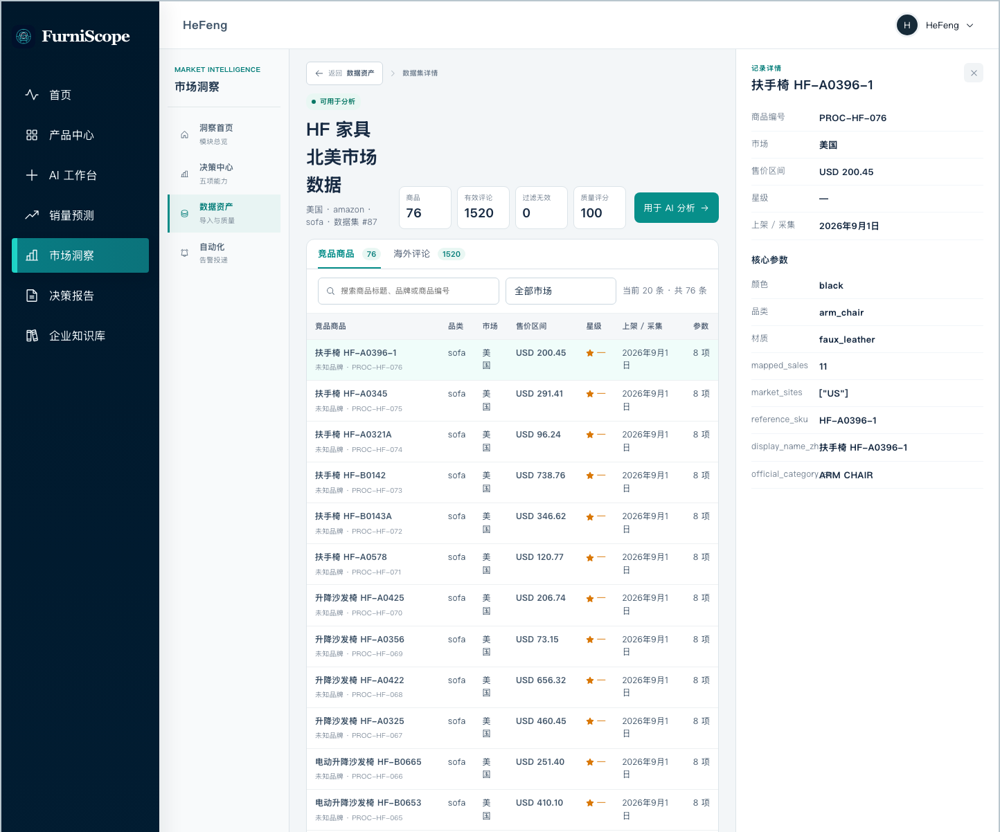 FurniScope
首页
产品中心
AI 工作台
销量预测
市场洞察
决策报告
企业知识库
HeFeng
H
HeFeng
MARKET INTELLIGENCE
市场洞察
洞察首页
模块总览
决策中心
五项能力
数据资产
导入与质量
自动化
告警投递
返回 数据资产
数据集详情
可用于分析
HF 家具
北美市场
数据
美国 · amazon ·
sofa · 数据集 #87
商品
76
有效评论
1520
过滤无效
0
质量评分
100
用于 AI 分析 →
竞品商品 76
海外评论 1520
搜索商品标题、品牌或商品编号
全部市场
当前 20 条 · 共 76 条
竞品商品 品类 市场 售价区间 星级 上架 / 采集 参数
扶手椅 HF-A0396-1 sofa 美国 USD 200.45 ★ — 2026年9月1日 8 项
未知品牌 · PROC-HF-076
扶手椅 HF-A0345 sofa 美国 USD 291.41 ★ — 2026年9月1日 8 项
未知品牌 · PROC-HF-075
扶手椅 HF-A0321A sofa 美国 USD 96.24 ★ — 2026年9月1日 8 项
未知品牌 · PROC-HF-074
扶手椅 HF-B0142 sofa 美国 USD 738.76 ★ — 2026年9月1日 8 项
未知品牌 · PROC-HF-073
扶手椅 HF-B0143A sofa 美国 USD 346.62 ★ — 2026年9月1日 8 项
未知品牌 · PROC-HF-072
扶手椅 HF-A0578 sofa 美国 USD 120.77 ★ — 2026年9月1日 8 项
未知品牌 · PROC-HF-071
升降沙发椅 HF-A0425 sofa 美国 USD 206.74 ★ — 2026年9月1日 8 项
未知品牌 · PROC-HF-070
升降沙发椅 HF-A0356 sofa 美国 USD 73.15 ★ — 2026年9月1日 8 项
未知品牌 · PROC-HF-069
升降沙发椅 HF-A0422 sofa 美国 USD 656.32 ★ — 2026年9月1日 8 项
未知品牌 · PROC-HF-068
升降沙发椅 HF-A0325 sofa 美国 USD 460.45 ★ — 2026年9月1日 8 项
未知品牌 · PROC-HF-067
电动升降沙发椅 HF-B0665 sofa 美国 USD 251.40 ★ — 2026年9月1日 8 项
未知品牌 · PROC-HF-066
电动升降沙发椅 HF-B0653 sofa 美国 USD 410.10 ★ — 2026年9月1日 8 项
未知品牌 · PROC-HF-065
记录详情
扶手椅 HF-A0396-1
商品编号 PROC-HF-076
市场 美国
售价区间 USD 200.45
星级 —
上架 / 采集 2026年9月1日
核心参数
颜色 black
品类 arm_chair
材质 faux_leather
mapped_sales 11
market_sites ["US"]
reference_sku HF-A0396-1
display_name_zh 扶手椅 HF-A0396-1
official_category ARM CHAIR